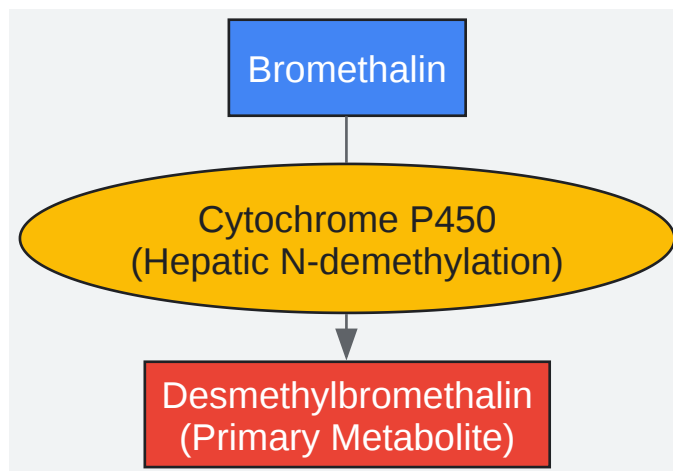 Bromethalin
Cytochrome P450
(Hepatic N-demethylation)
Desmethylbromethalin
(Primary Metabolite)